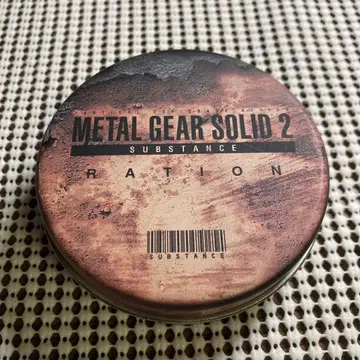 METAL GEAR SOLID 2
SUBSTANCE
RATION
SUBSTANCE